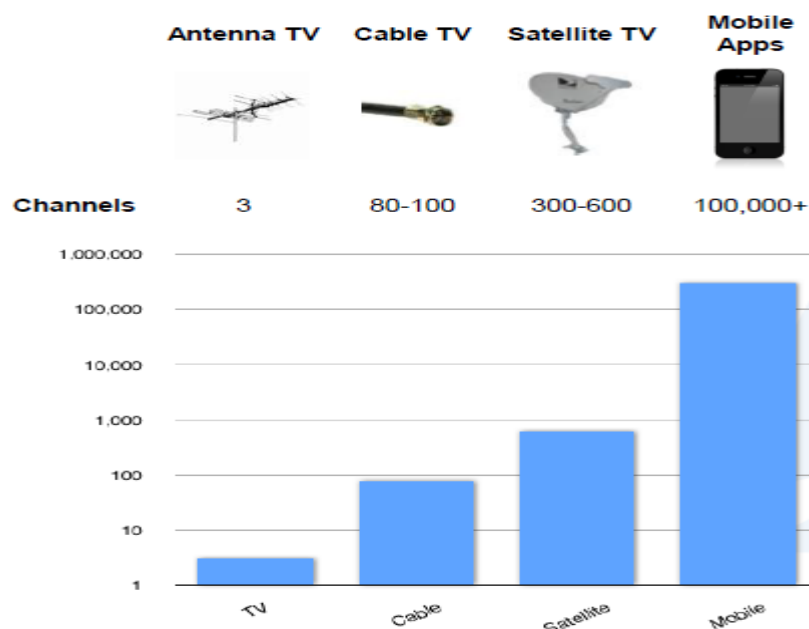 Antenna TV Cable TV Satellite TV Mobile Apps
Channels 3 80-100 300-600 100,000+
1,000,000
100,000
10,000
1,000
100
10
1
TV Cable Satellite Mobile